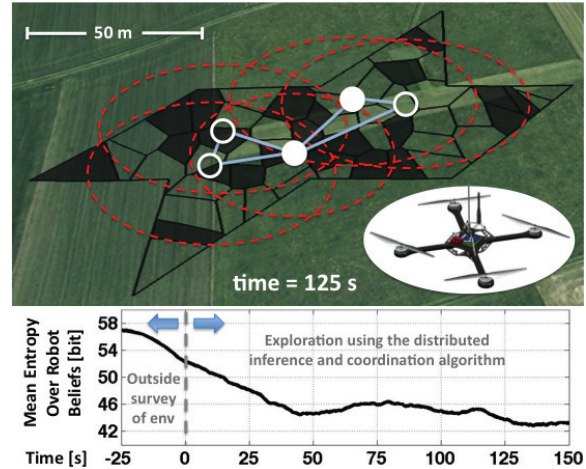 50 m
time = 125 s
Mean Entropy
Over Robot
Beliefs [bit]
58
54
50
46
42
Outside
survey
of env
Exploration using the distributed
inference and coordination algorithm
Time [s]
-25 0 25 50 75 100 125 150